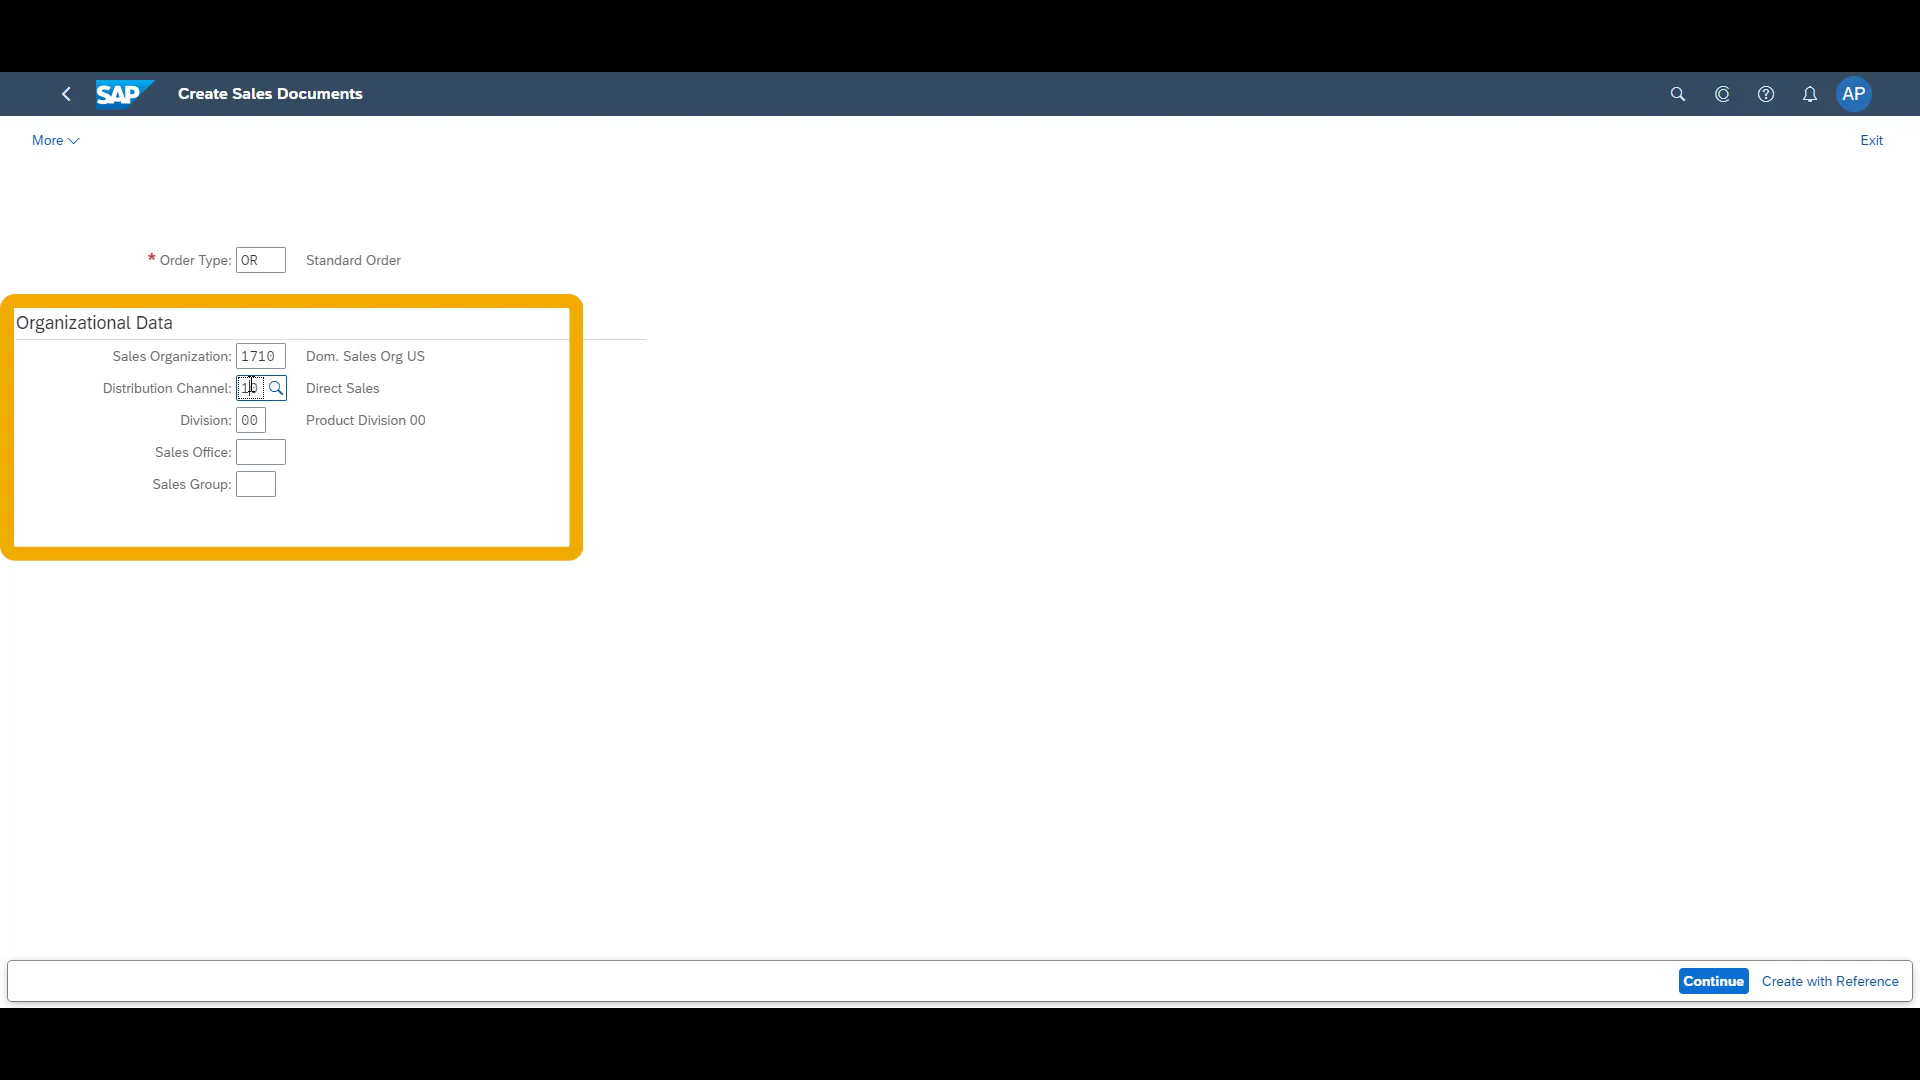 SAP Create Sales Documents AP
More Exit
* Order Type: OR Standard Order
Organizational Data
Sales Organization: 1710 Dom. Sales Org US
Distribution Channel: 10 Direct Sales
Division: 00 Product Division 00
Sales Office:
Sales Group:
Continue Create with Reference